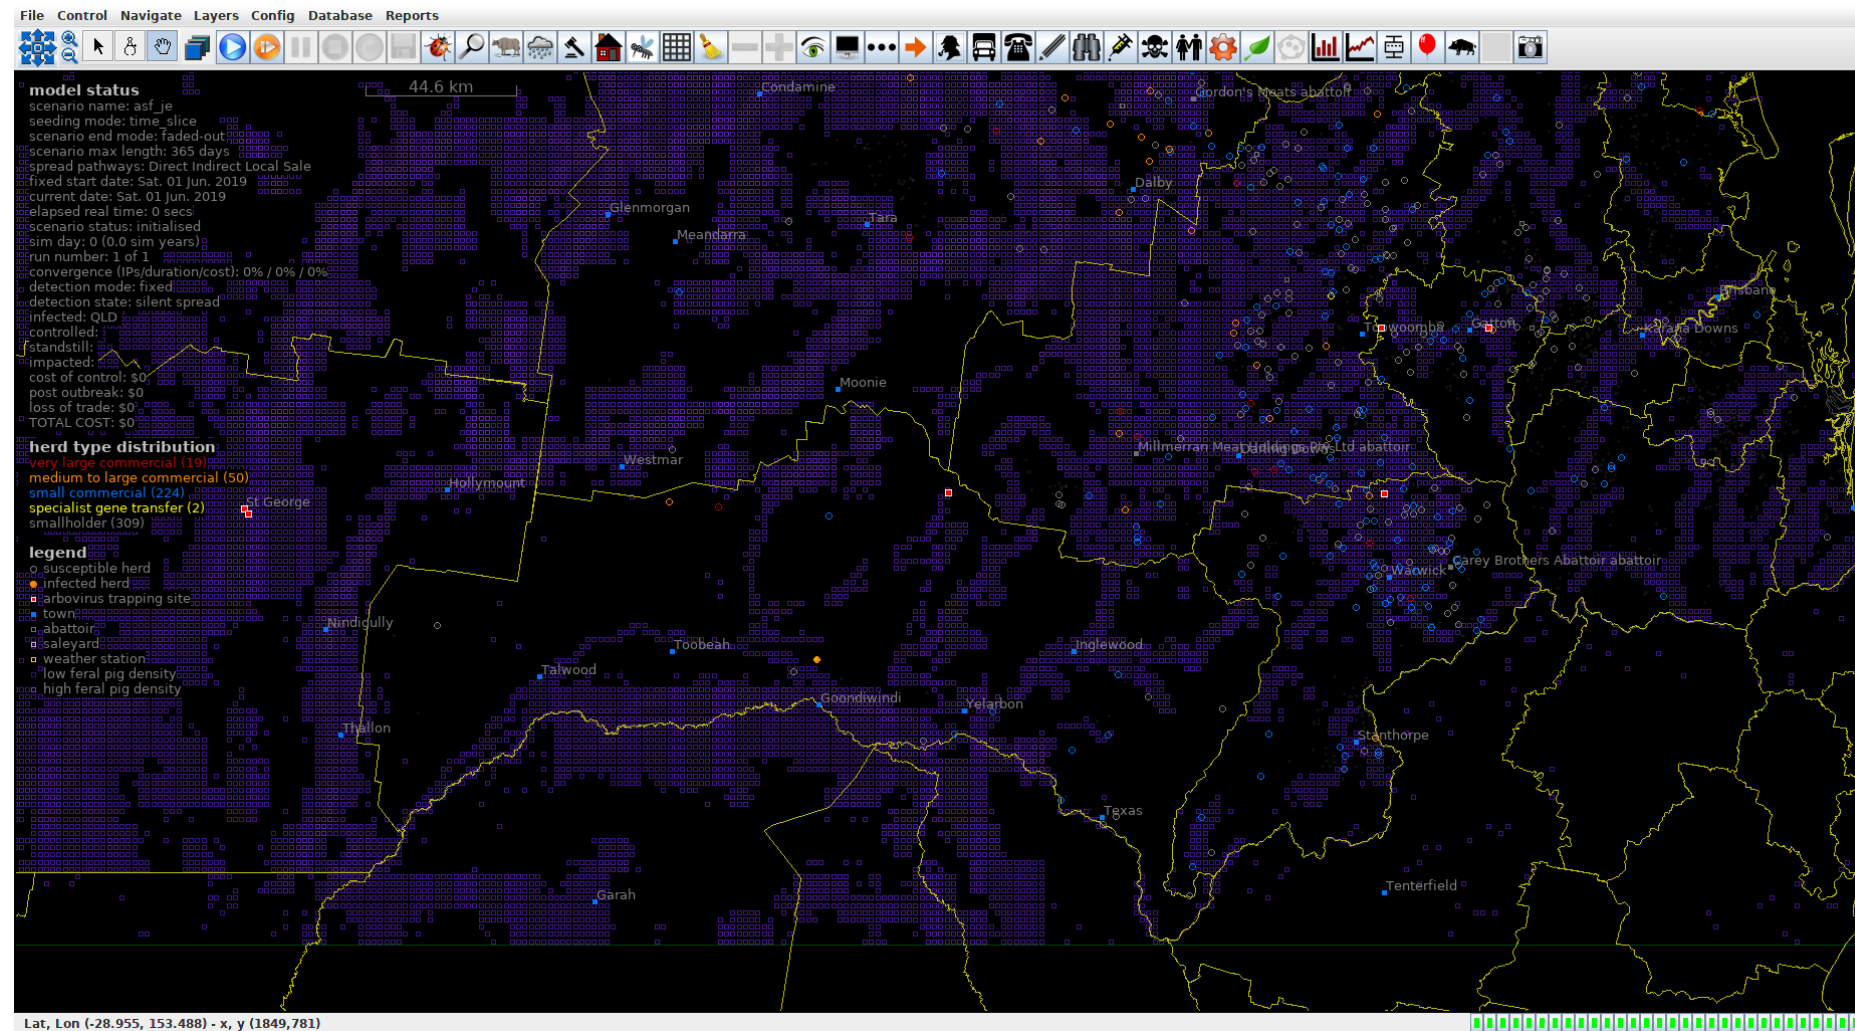 File Control Navigate Layers Config Database Reports
44.6 km
model status
scenario name: asf_je
seeding mode: time_slice
scenario end mode: faded-out
scenario max length: 365 days
spread pathways: Direct Indirect Local Sale
fixed start date: Sat. 01 Jun. 2019
current date: Sat. 01 Jun. 2019
elapsed real time: 0 secs
scenario status: initialised
sim day: 0 (0.0 sim years)
run number: 1 of 1
convergence (IPs/duration/cost): 0% / 0% / 0%
detection mode: fixed
detection state: silent spread
infected: QLD
controlled:
standstill:
impacted:
cost of control: $0
post outbreak: $0
loss of trade: $0
TOTAL COST: $0
herd type distribution
very large commercial (19)
medium to large commercial (50)
small commercial (224)
specialist gene transfer (2)
smallholder (309)
legend
susceptible herd
infected herd
arbovirus trapping site
town
abattoir
saleyard
weather station
low feral pig density
high feral pig density
Condamine
Gordon's Meats abattoir
Dalby
Glenmorgan
Tara
Meandarra
Brisbane
Toowoomba
Gatton
Karana Downs
Moonie
Millmerran Meat Holdings Pty Ltd abattoir
Westmar
Hollymount
St George
Carey Brothers Abattoir abattoir
Warwick
Nindigully
Toobeah
Inglewood
Talwood
Goondiwindi
Yelarbon
Thallon
Stanthorpe
Texas
Tenterfield
Garah
Lat, Lon (-28.955, 153.488) - x, y (1849,781)